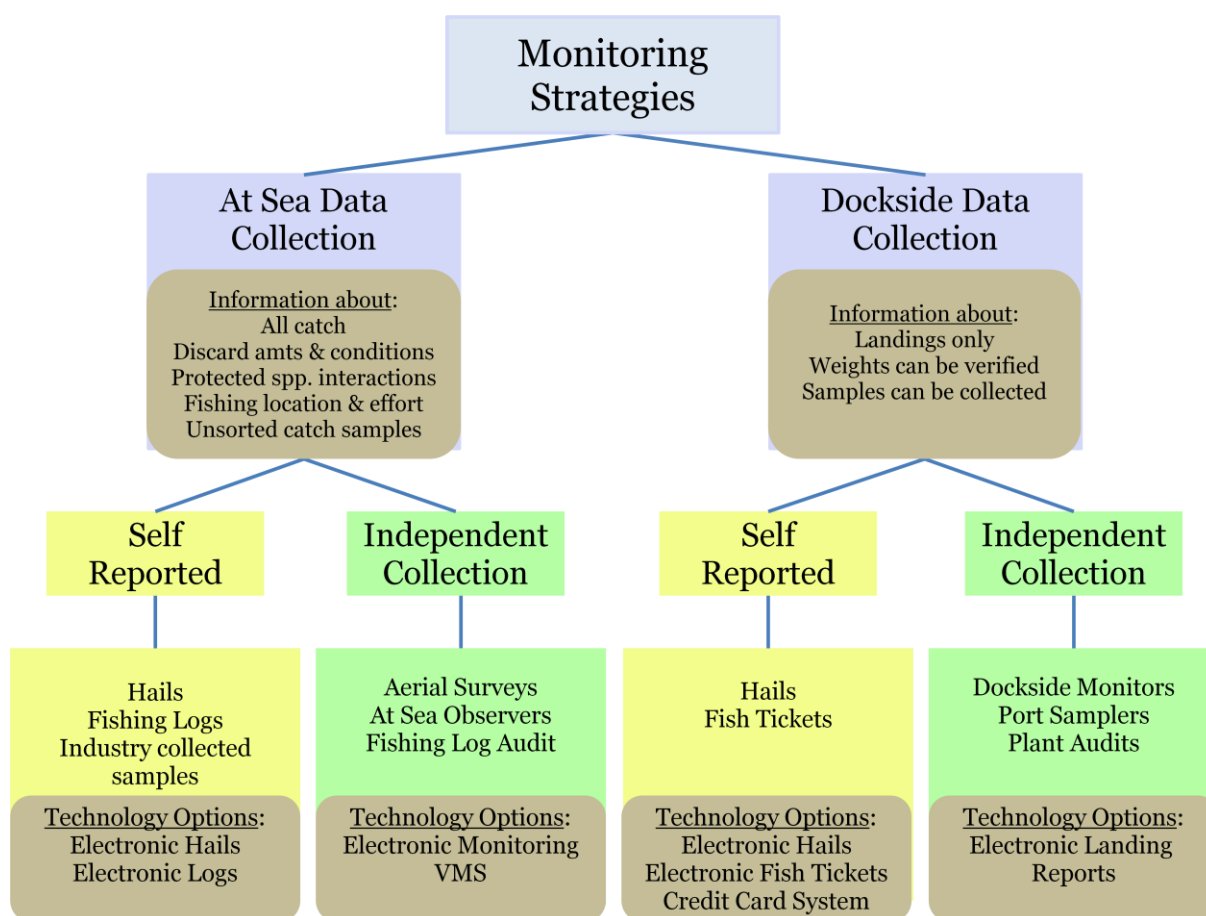 Monitoring
Strategies
At Sea Data
Collection
Information about:
All catch
Discard amts & conditions
Protected spp. interactions
Fishing location & effort
Unsorted catch samples
Dockside Data
Collection
Information about:
Landings only
Weights can be verified
Samples can be collected
Self
Reported
Independent
Collection
Self
Reported
Independent
Collection
Hails
Fishing Logs
Industry collected
samples
Technology Options:
Electronic Hails
Electronic Logs
Aerial Surveys
At Sea Observers
Fishing Log Audit
Technology Options:
Electronic Monitoring
VMS
Hails
Fish Tickets
Technology Options:
Electronic Hails
Electronic Fish Tickets
Credit Card System
Dockside Monitors
Port Samplers
Plant Audits
Technology Options:
Electronic Landing
Reports